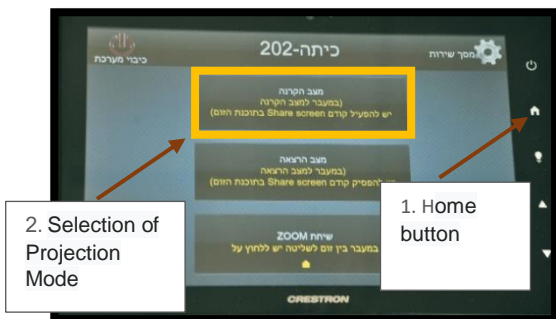 כיתה-202
מסך שירות
כיבוי מערכת
מצב הקרנה
(במעבר למצב הקרנה
יש להפעיל קודם Share screen בתוכנת הזום)
מצב הרצאה
(במעבר למצב הרצאה
להפסיק קודם Share screen בתוכנת הזום)
שיחת ZOOM
במעבר בין זום לשליטה יש ללחוץ על
CRESTRON
1. Home
button
2. Selection of
Projection
Mode